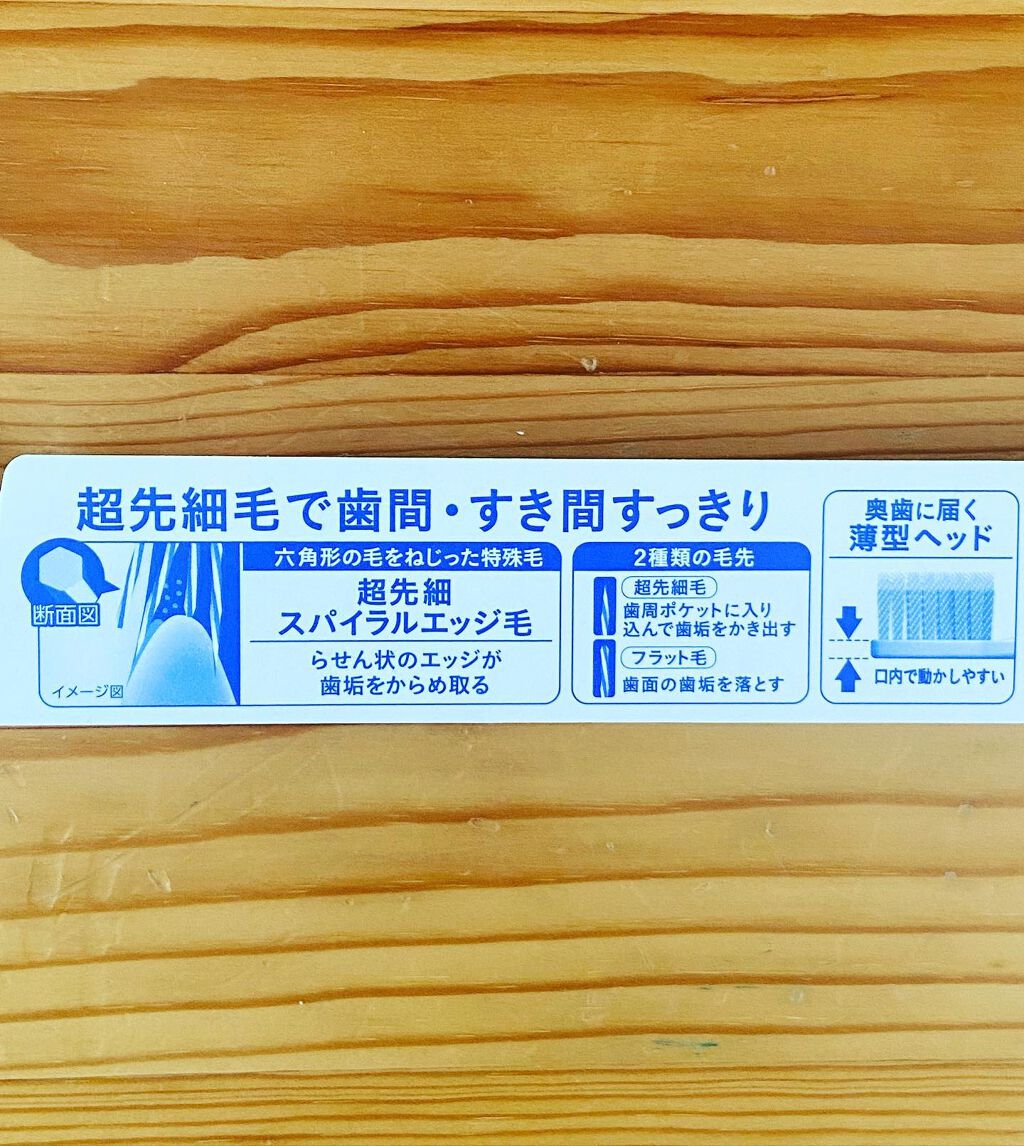 超先細毛で歯間・すき間すっきり
断面図
イメージ図
六角形の毛をねじった特殊毛
超先細
スパイラルエッジ毛
らせん状のエッジが
歯垢をからめ取る
2種類の毛先
超先細毛
歯周ポケットに入り
込んで歯垢をかき出す
フラット毛
歯面の歯垢を落とす
奥歯に届く
薄型ヘッド
口内で動かしやすい